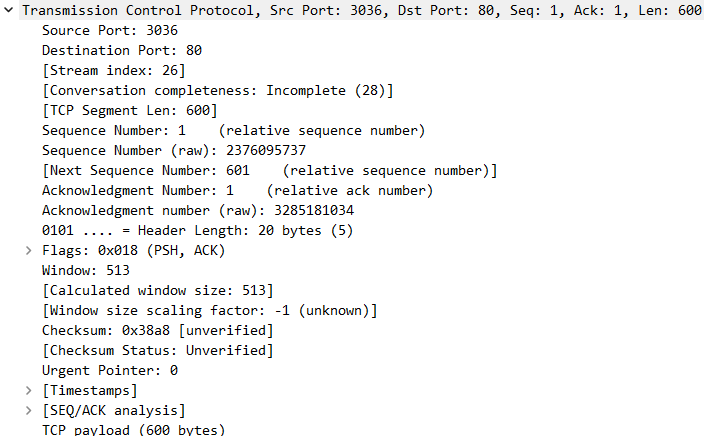 Transmission Control Protocol, Src Port: 3036, Dst Port: 80, Seq: 1, Ack: 1, Len: 600
Source Port: 3036
Destination Port: 80
[Stream index: 26]
[Conversation completeness: Incomplete (28)]
[TCP Segment Len: 600]
Sequence Number: 1    (relative sequence number)
Sequence Number (raw): 2376095737
[Next Sequence Number: 601    (relative sequence number)]
Acknowledgment Number: 1    (relative ack number)
Acknowledgment number (raw): 3285181034
0101 .... = Header Length: 20 bytes (5)
Flags: 0x018 (PSH, ACK)
Window: 513
[Calculated window size: 513]
[Window size scaling factor: -1 (unknown)]
Checksum: 0x38a8 [unverified]
[Checksum Status: Unverified]
Urgent Pointer: 0
[Timestamps]
[SEQ/ACK analysis]
TCP payload (600 bytes)